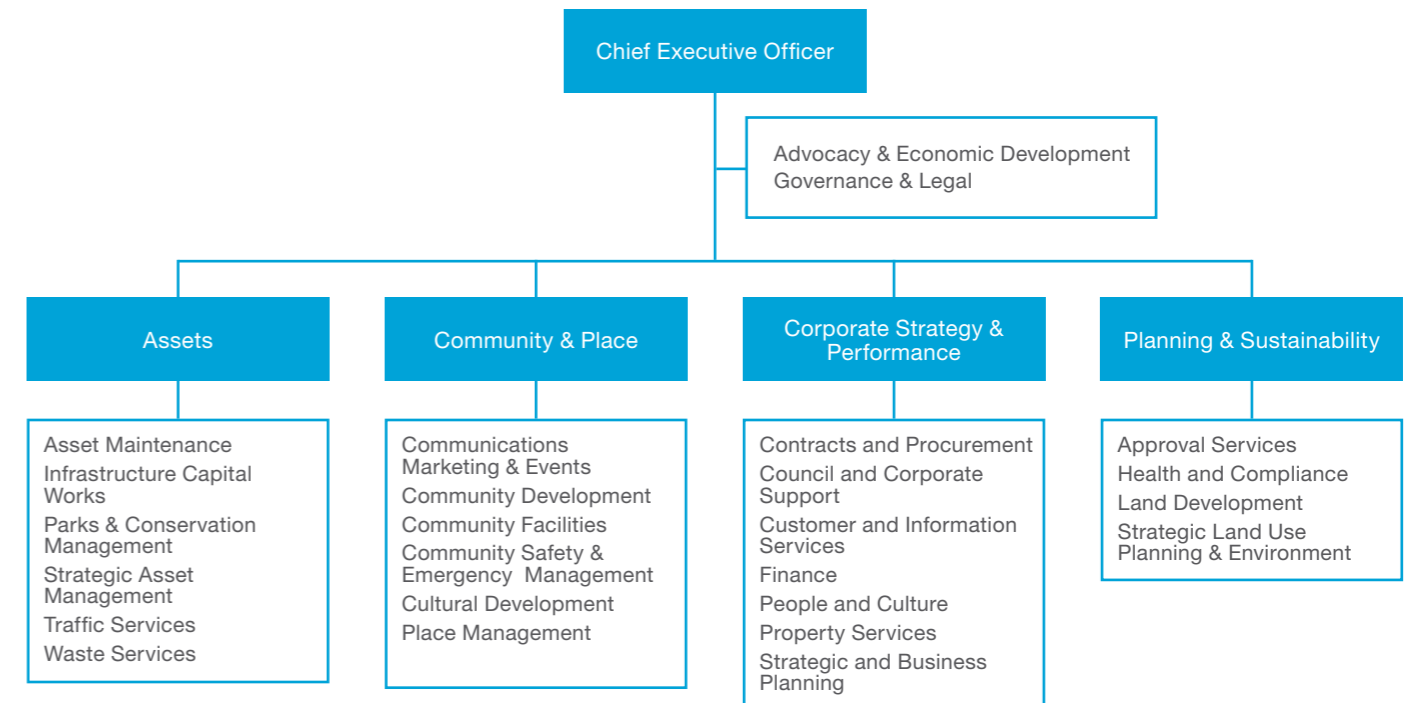 Chief Executive Officer
Advocacy & Economic Development
Governance & Legal
Assets
Community & Place
Corporate Strategy &
Performance
Planning & Sustainability
Asset Maintenance
Infrastructure Capital
Works
Parks & Conservation
Management
Strategic Asset
Management
Traffic Services
Waste Services
Communications
Marketing & Events
Community Development
Community Facilities
Community Safety &
Emergency Management
Cultural Development
Place Management
Contracts and Procurement
Council and Corporate
Support
Customer and Information
Services
Finance
People and Culture
Property Services
Strategic and Business
Planning
Approval Services
Health and Compliance
Land Development
Strategic Land Use
Planning & Environment